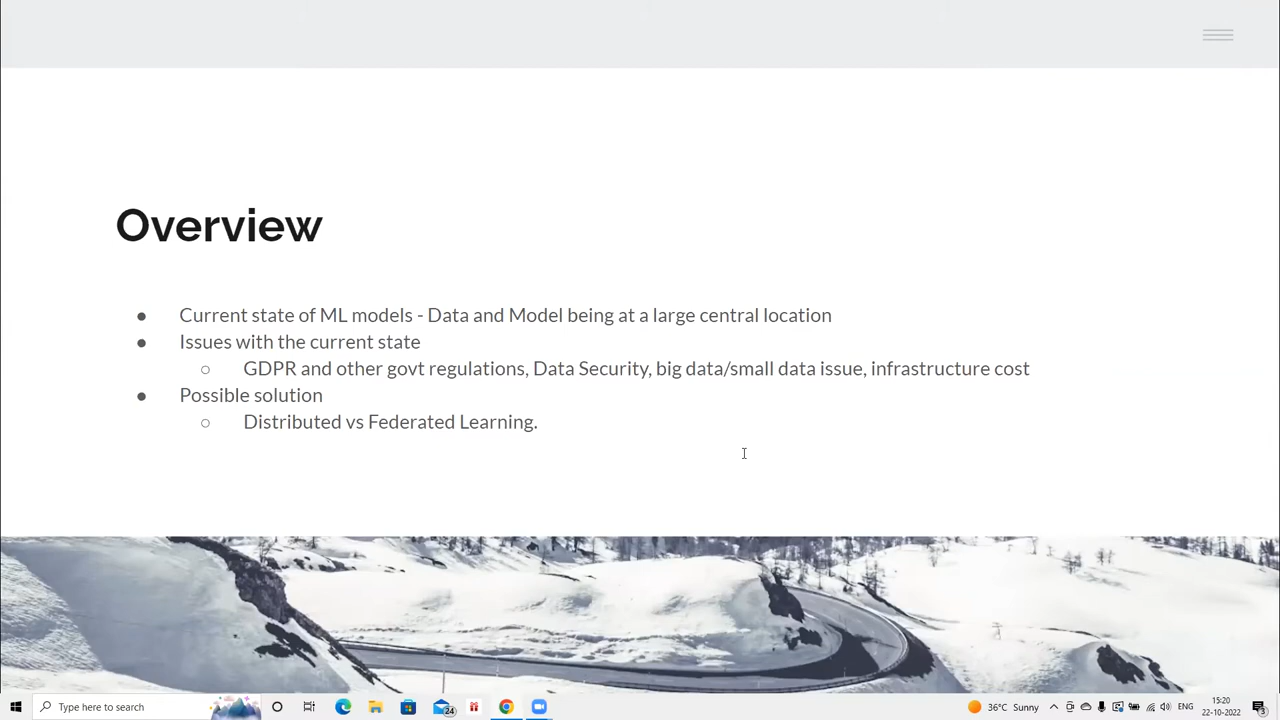 Overview
Current state of ML models - Data and Model being at a large central location
Issues with the current state
GDPR and other govt regulations, Data Security, big data/small data issue, infrastructure cost
Possible solution
Distributed vs Federated Learning.
Type here to search
24
36°C Sunny
ENG
15:20
22-10-2022